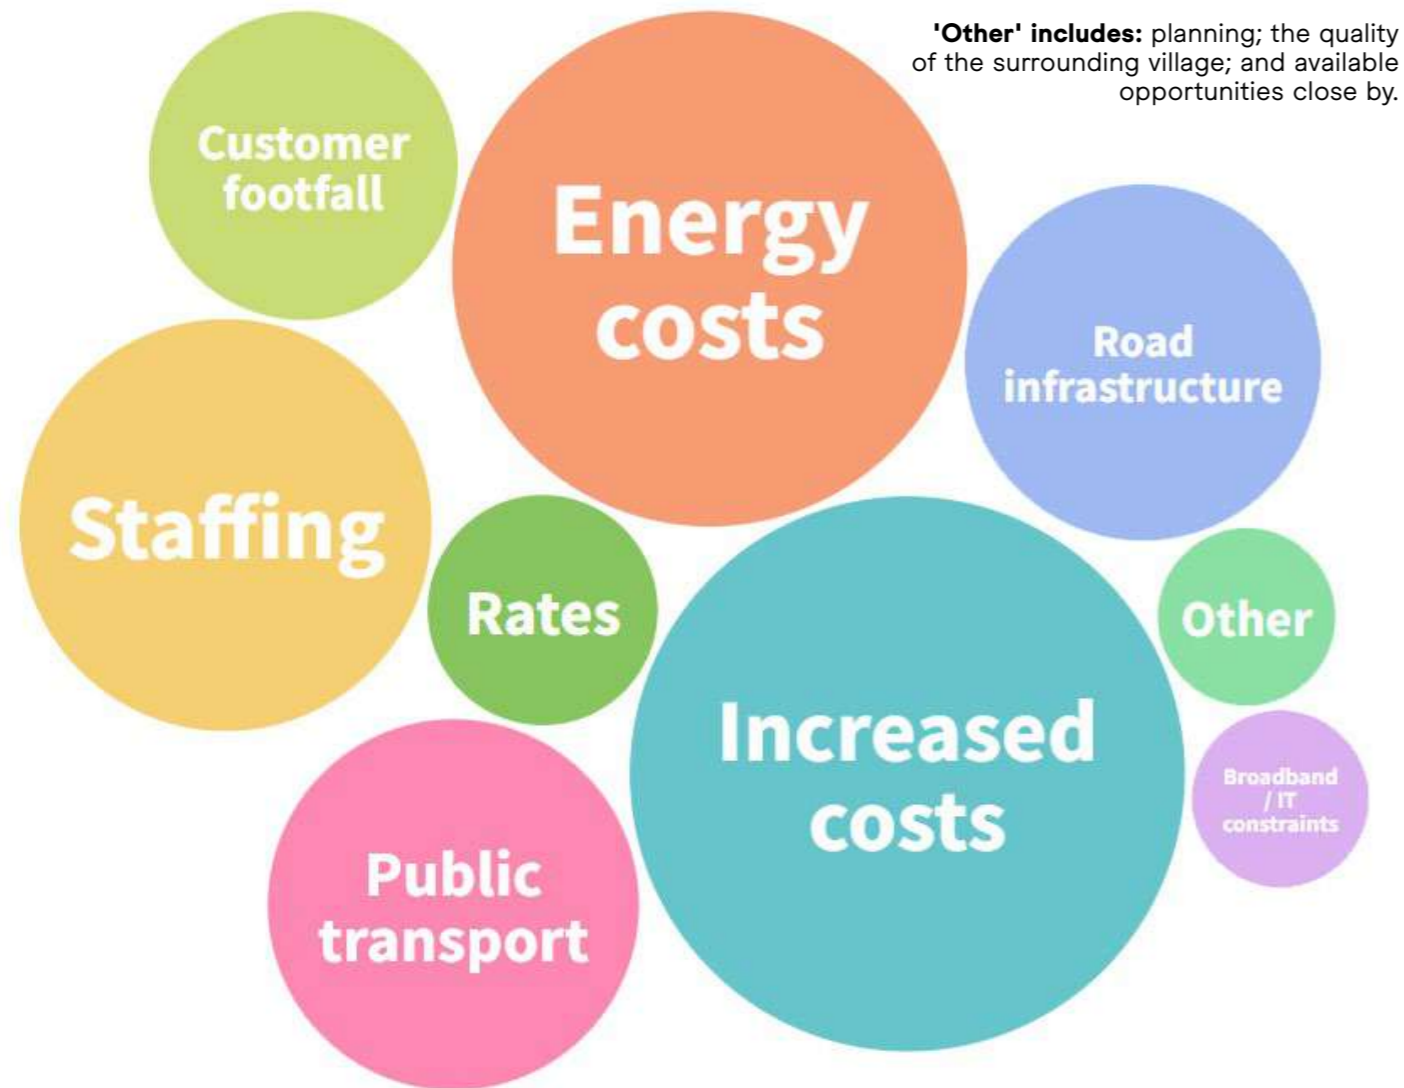 'Other' includes: planning; the quality
of the surrounding village; and available
opportunities close by.
Customer
footfall
Energy
costs
Road
infrastructure
Staffing
Rates
Other
Increased
costs
Broadband
/ IT
constraints
Public
transport